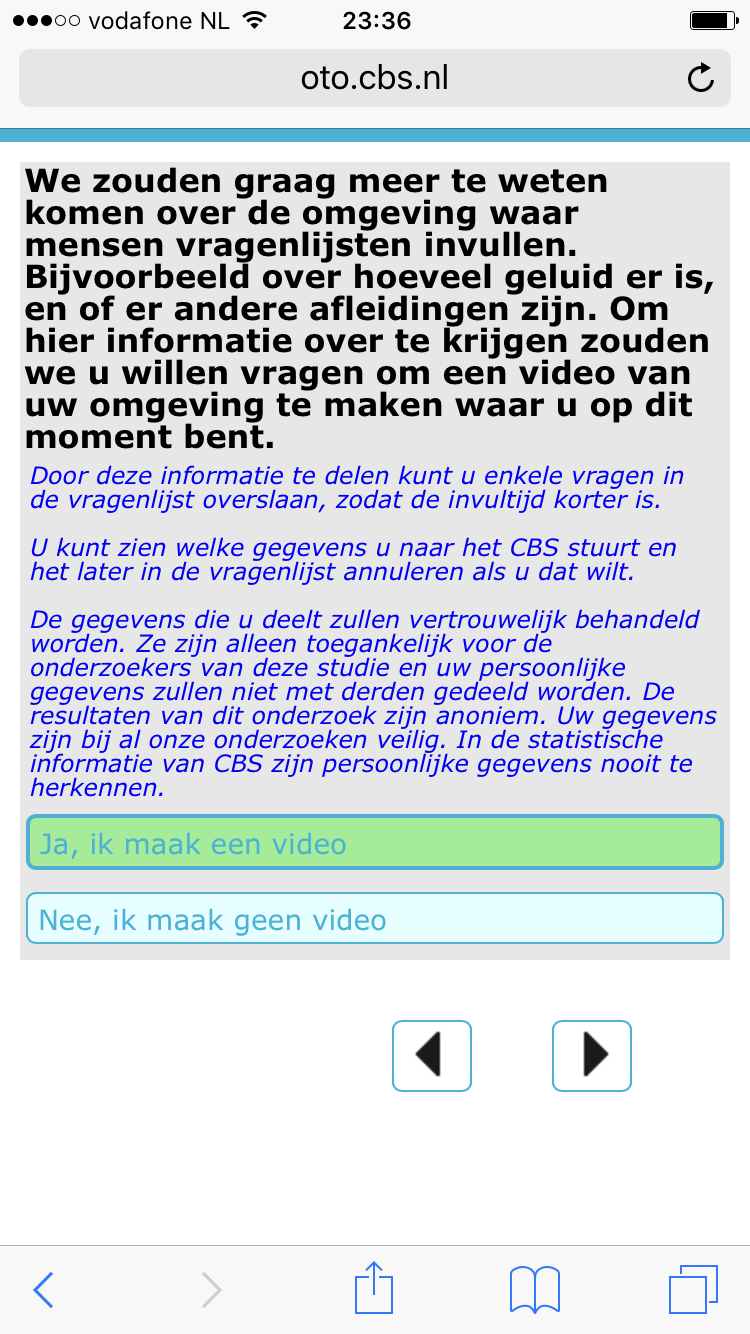 vodafone NL 23:36
oto.cbs.nl
We zouden graag meer te weten
komen over de omgeving waar
mensen vragenlijsten invullen.
Bijvoorbeeld over hoeveel geluid er is,
en of er andere afleidingen zijn. Om
hier informatie over te krijgen zouden
we u willen vragen om een video van
uw omgeving te maken waar u op dit
moment bent.
Door deze informatie te delen kunt u enkele vragen in
de vragenlijst overslaan, zodat de invultijd korter is.
U kunt zien welke gegevens u naar het CBS stuurt en
het later in de vragenlijst annuleren als u dat wilt.
De gegevens die u deelt zullen vertrouwelijk behandeld
worden. Ze zijn alleen toegankelijk voor de
onderzoekers van deze studie en uw persoonlijke
gegevens zullen niet met derden gedeeld worden. De
resultaten van dit onderzoek zijn anoniem. Uw gegevens
zijn bij al onze onderzoeken veilig. In de statistische
informatie van CBS zijn persoonlijke gegevens nooit te
herkennen.
Ja, ik maak een video
Nee, ik maak geen video